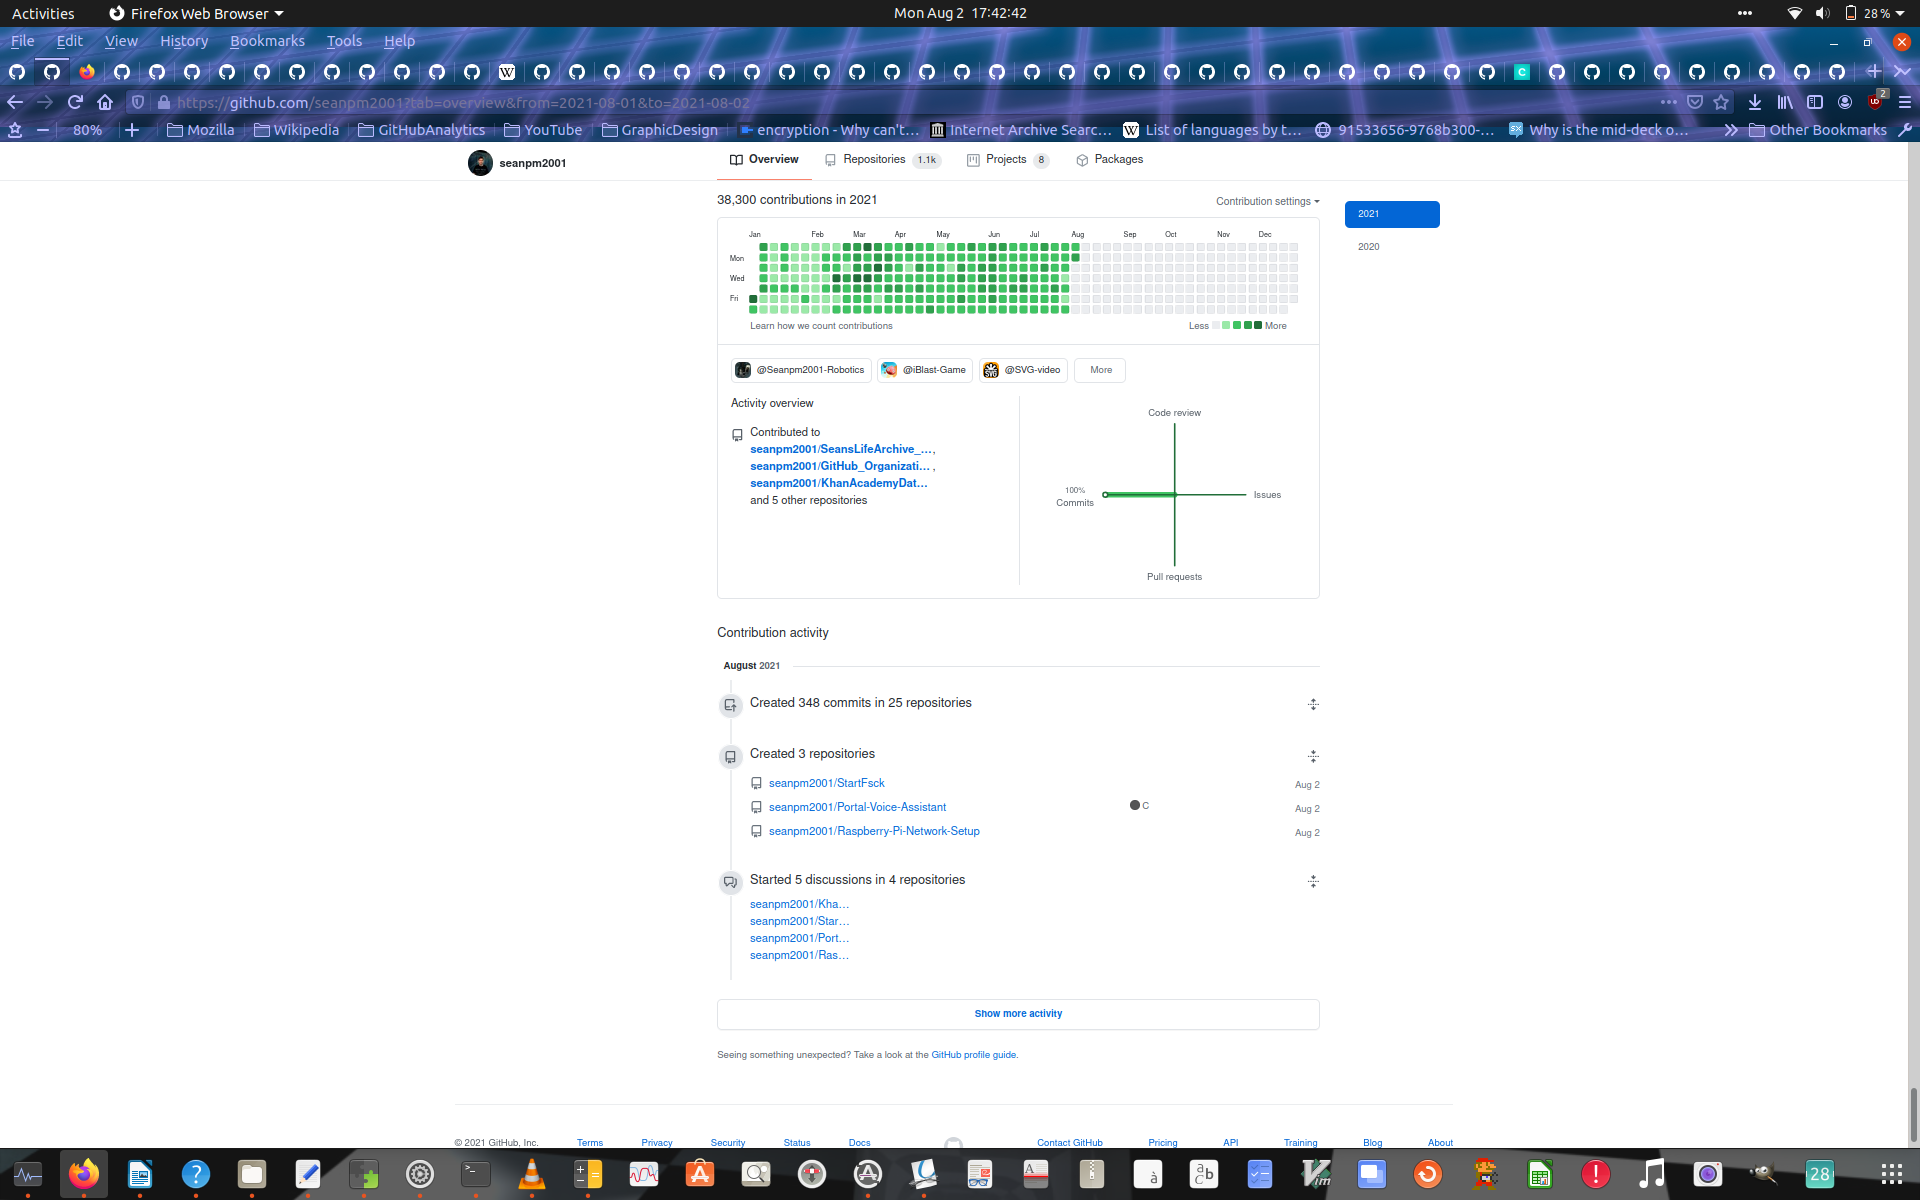 Activities Firefox Web Browser Mon Aug 2 17:42:42 28 %
File Edit View History Bookmarks Tools Help
https://github.com/seanpm2001?tab=overview&from=2021-08-01&to=2021-08-02 2
80% Mozilla Wikipedia GitHubAnalytics YouTube GraphicDesign encryption - Why can't... Internet Archive Searc... List of languages by t... 91533656-9768b300-... Why is the mid-deck o... Other Bookmarks
seanpm2001 Overview Repositories 1.1k Projects 8 Packages
38,300 contributions in 2021 Contribution settings
2021
2020
Jan Feb Mar Apr May Jun Jul Aug Sep Oct Nov Dec
Mon
Wed
Fri
Learn how we count contributions Less More
@Seanpm2001-Robotics @iBlast-Game @SVG-video More
Activity overview
Contributed to
seanpm2001/SeansLifeArchive_...,
seanpm2001/GitHub_Organizati... ,
seanpm2001/KhanAcademyDat...
and 5 other repositories
Code review
100%
Commits
Issues
Pull requests
Contribution activity
August 2021
Created 348 commits in 25 repositories
Created 3 repositories
seanpm2001/StartFsck Aug 2
seanpm2001/Portal-Voice-Assistant C Aug 2
seanpm2001/Raspberry-Pi-Network-Setup Aug 2
Started 5 discussions in 4 repositories
seanpm2001/Kha...
seanpm2001/Star...
seanpm2001/Port...
seanpm2001/Ras...
Show more activity
Seeing something unexpected? Take a look at the GitHub profile guide.
© 2021 GitHub, Inc. Terms Privacy Security Status Docs Contact GitHub Pricing API Training Blog About
28